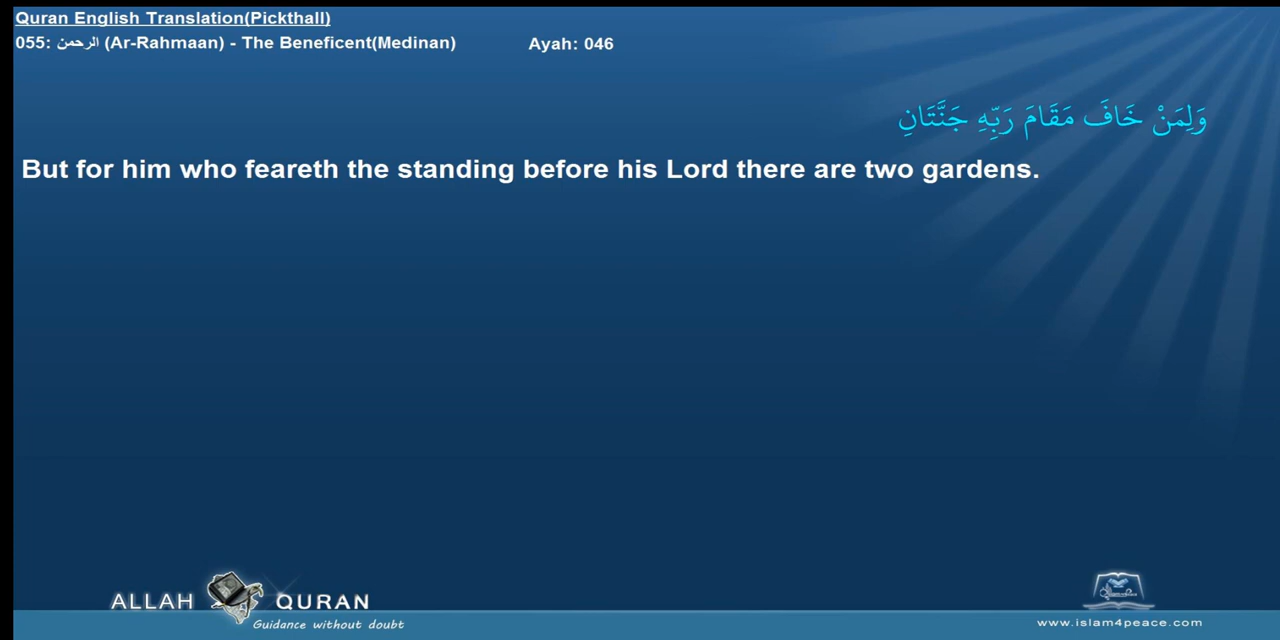 Quran English Translation(Pickthall)
055: الرحمن (Ar-Rahmaan) - The Beneficent(Medinan) Ayah: 046
وَلِمَنْ خَافَ مَقَامَ رَبِّهِ جَنَّتَانِ
But for him who feareth the standing before his Lord there are two gardens.
ALLAH QURAN
Guidance without doubt
www.islam4peace.com